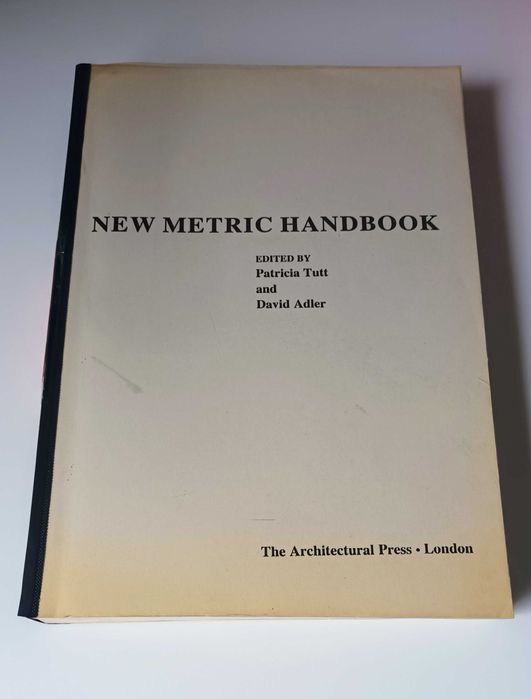 NEW METRIC HANDBOOK
EDITED BY
Patricia Tutt
and
David Adler
The Architectural Press • London